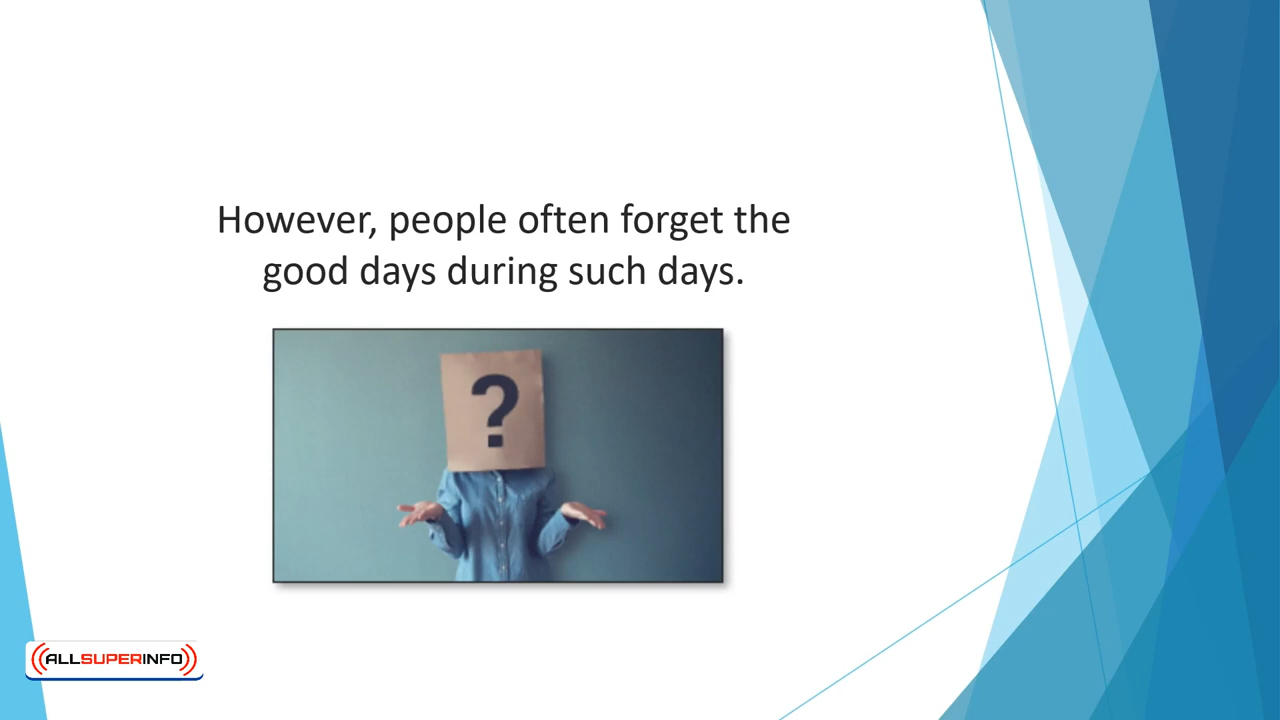 However, people often forget the
good days during such days.
?
((ALLSUPERINFO))